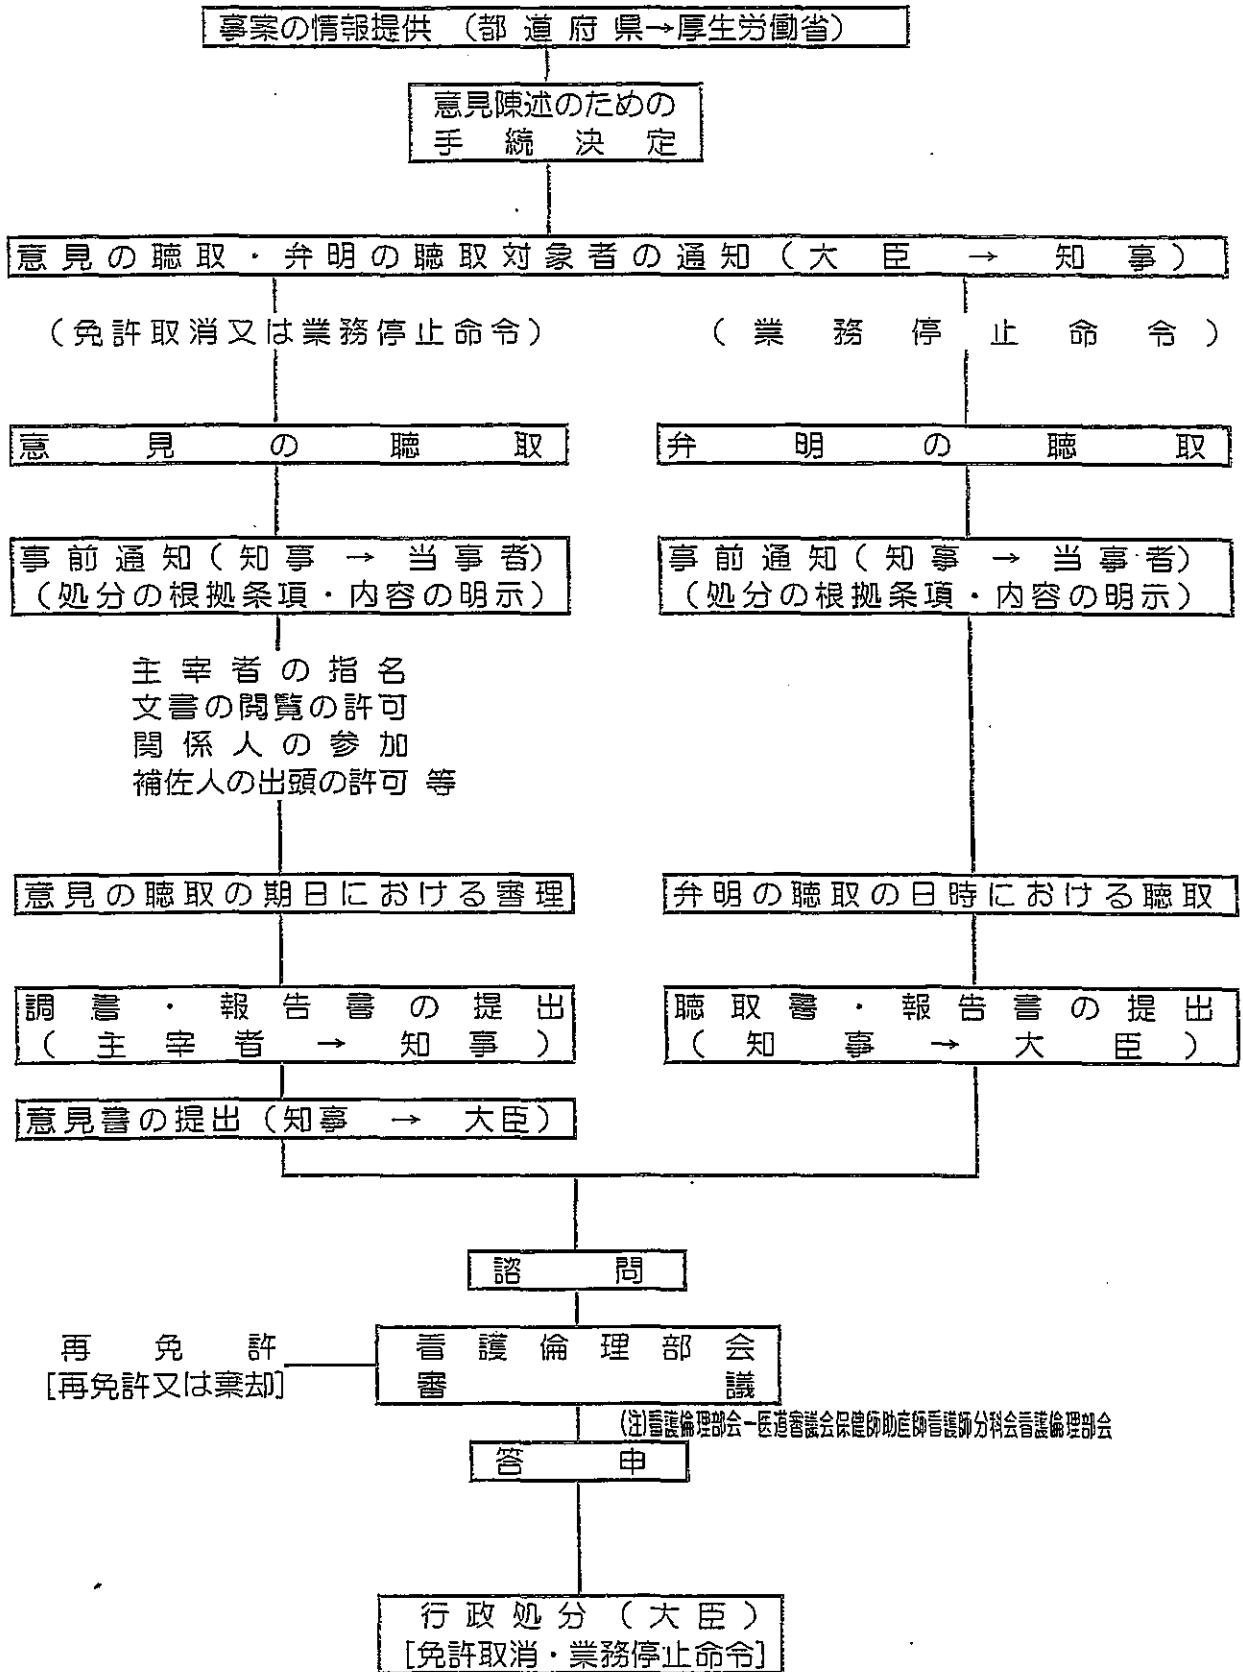 事案の情報提供 (都道府県→厚生労働省)
意見陳述のための
手続決定
意見の聴取・弁明の聴取対象者の通知(大臣 → 知事)
(免許取消又は業務停止命令)
(業務停止命令)
意見の聴取
弁明の聴取
事前通知(知事 → 当事者)
(処分の根拠条項・内容の明示)
事前通知(知事 → 当事者)
(処分の根拠条項・内容の明示)
主宰者の指名
文書の閲覧の許可
関係人の参加
補佐人の出頭の許可 等
意見の聴取の期日における審理
弁明の聴取の日時における聴取
調書・報告書の提出
(主宰者 → 知事)
聴取書・報告書の提出
(知事 → 大臣)
意見書の提出(知事 → 大臣)
諮問
再免許
[再免許又は棄却]
看護倫理部会
審議
(注)看護倫理部会ー医道審議会保健師助産師看護師分科会看護倫理部会
答申
行政処分(大臣)
[免許取消・業務停止命令]